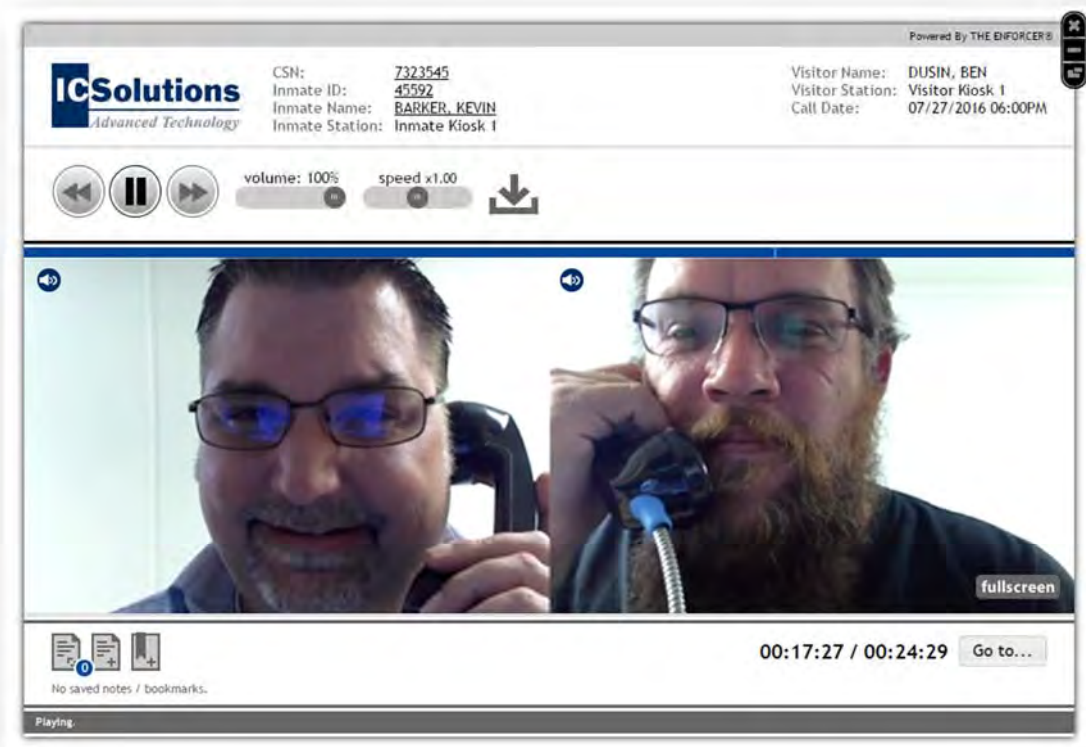 Powered By THE ENFORCER®
ICSolutions
Advanced Technology
CSN: 7323545
Inmate ID: 45592
Inmate Name: BARKER, KEVIN
Inmate Station: Inmate Kiosk 1
Visitor Name: DUSIN, BEN
Visitor Station: Visitor Kiosk 1
Call Date: 07/27/2016 06:00PM
volume: 100% speed x1.00
fullscreen
0
00:17:27 / 00:24:29 Go to...
No saved notes / bookmarks.
Playing.